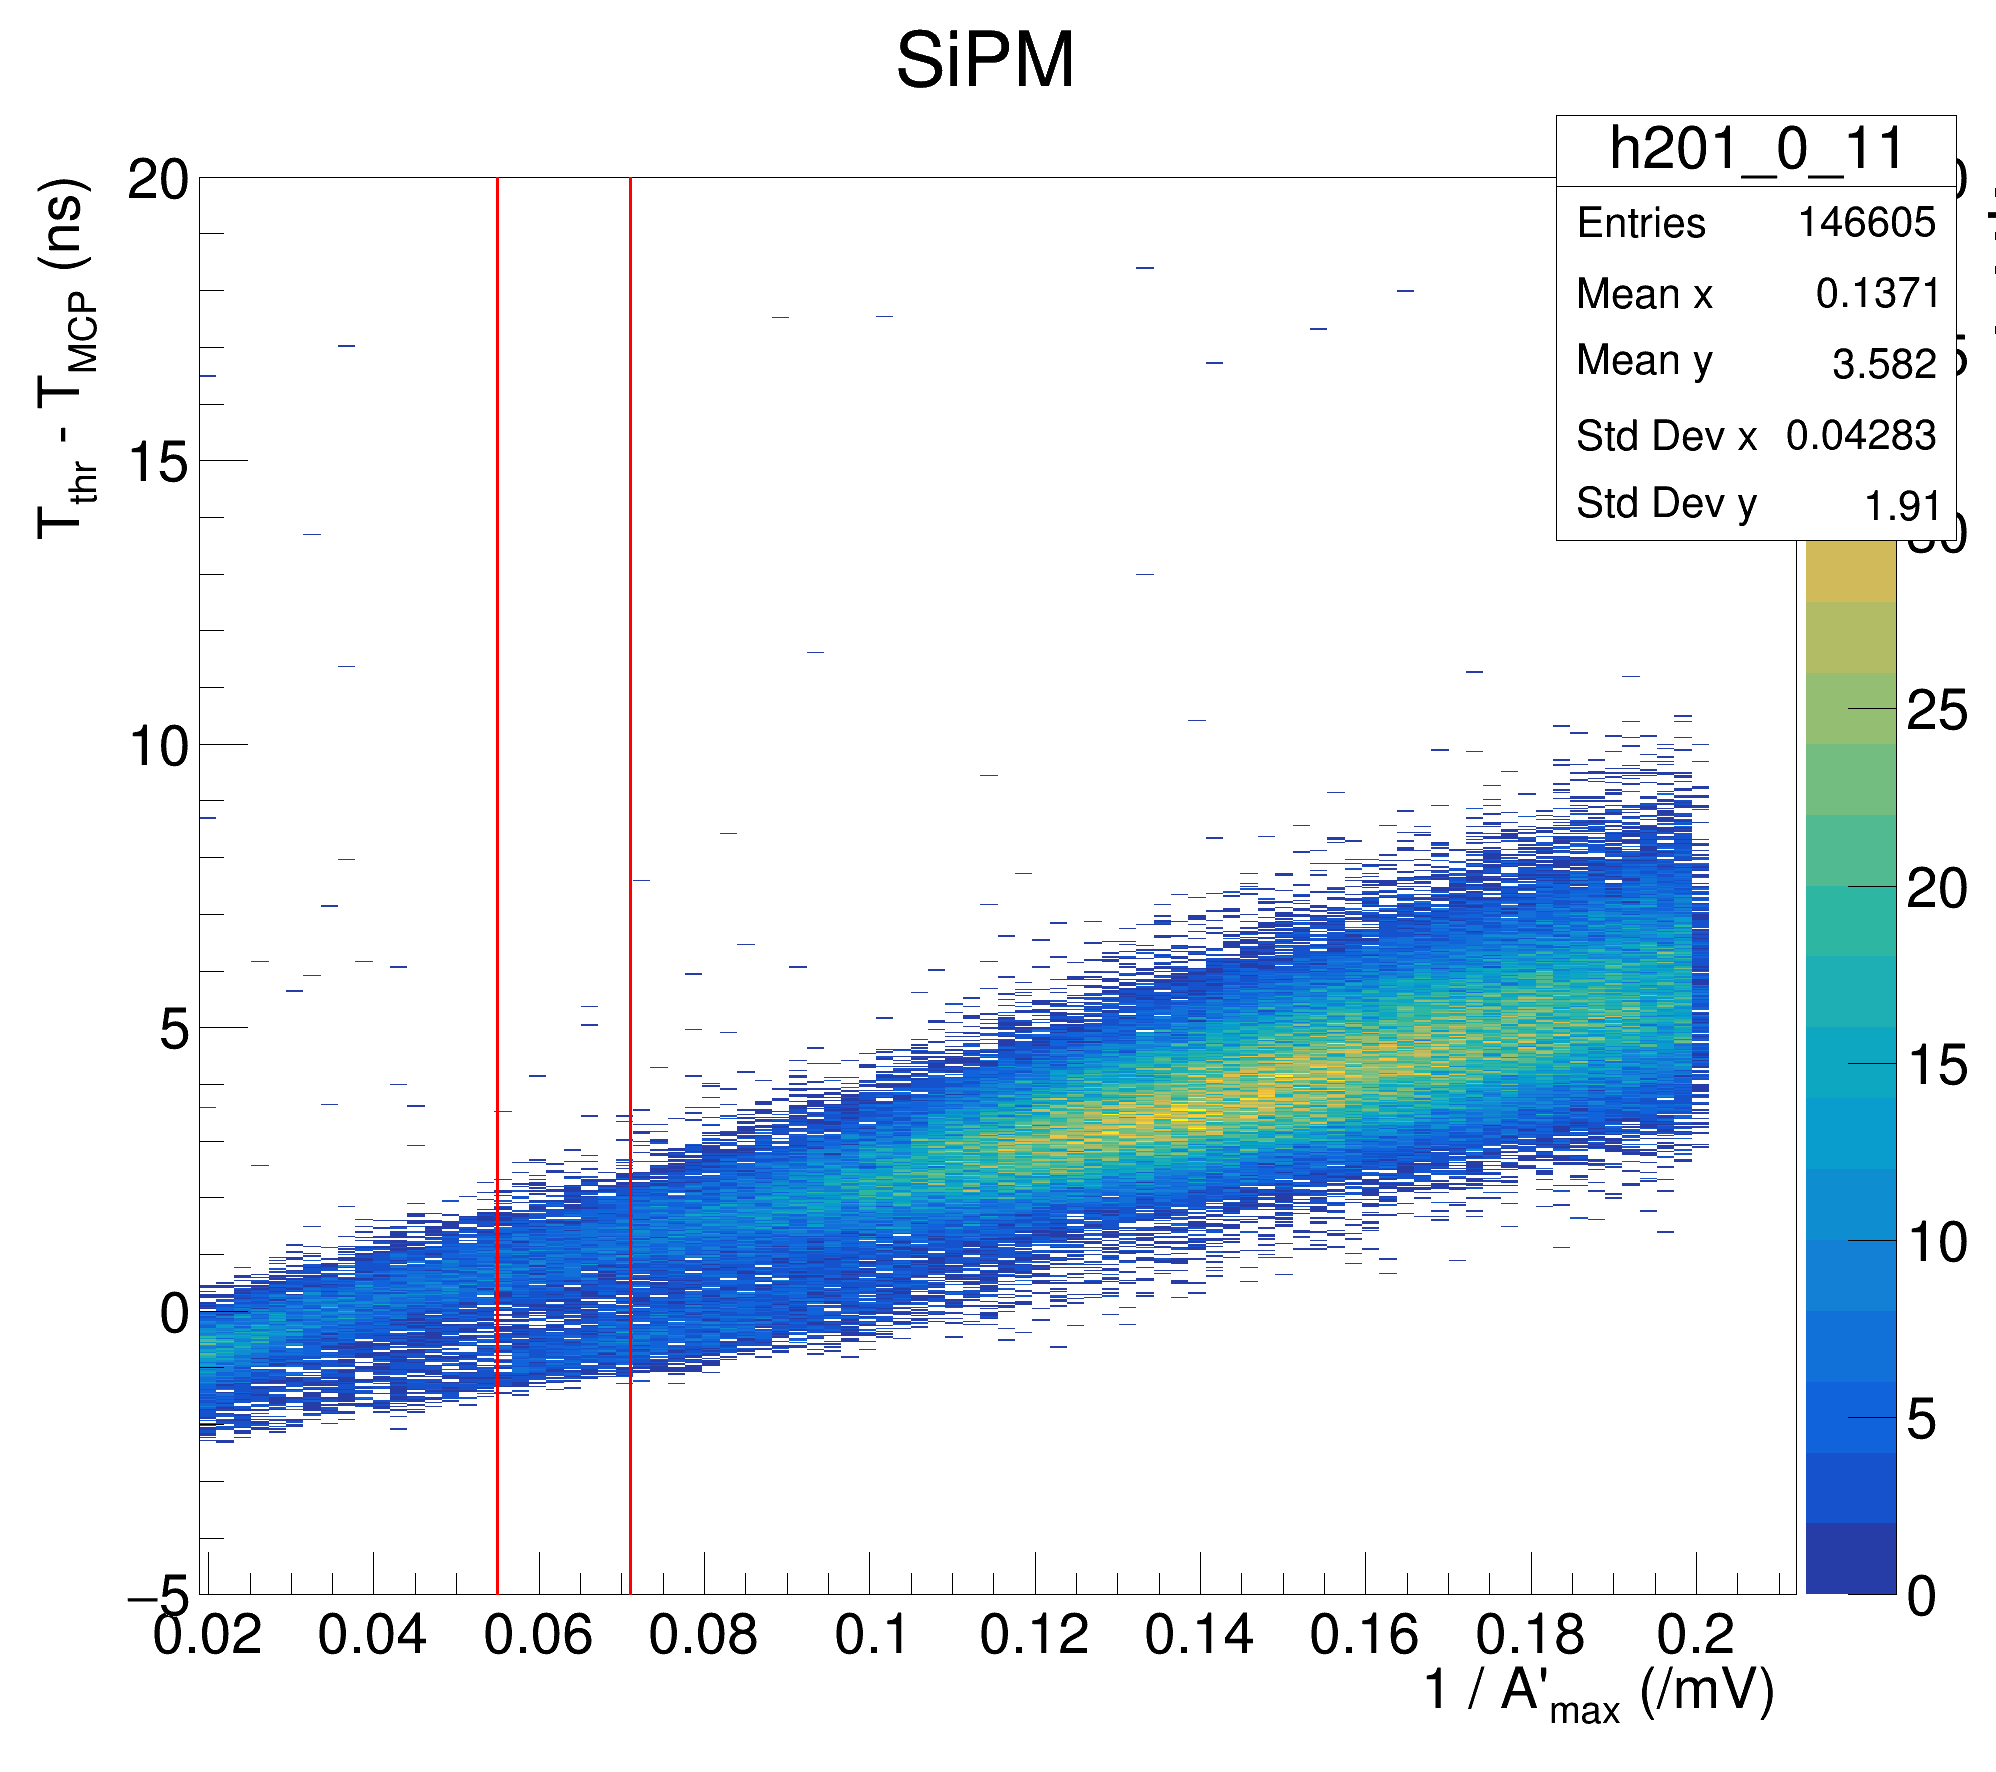 SiPM
h201_0_11
Entries 146605
Mean x 0.1371
Mean y 3.582
Std Dev x 0.04283
Std Dev y 1.91
T_thr - T_MCP (ns)
20
15
10
5
0
−5
0.02 0.04 0.06 0.08 0.1 0.12 0.14 0.16 0.18 0.2
1 / A'_max (/mV)
25
20
15
10
5
0